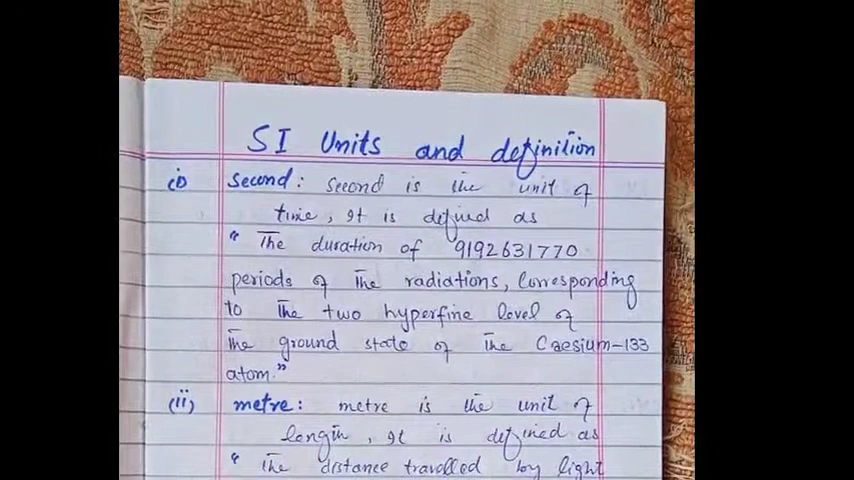 SI Units and definition
(i) Second: Second is the unit of
time, It is defined as
" The duration of 9192631770
periods of the radiations, Corresponding
to the two hyperfine level of
the ground state of the Caesium-133
atom."
(ii) metre: metre is the unit of
length, It is defined as
" The distance travelled by light